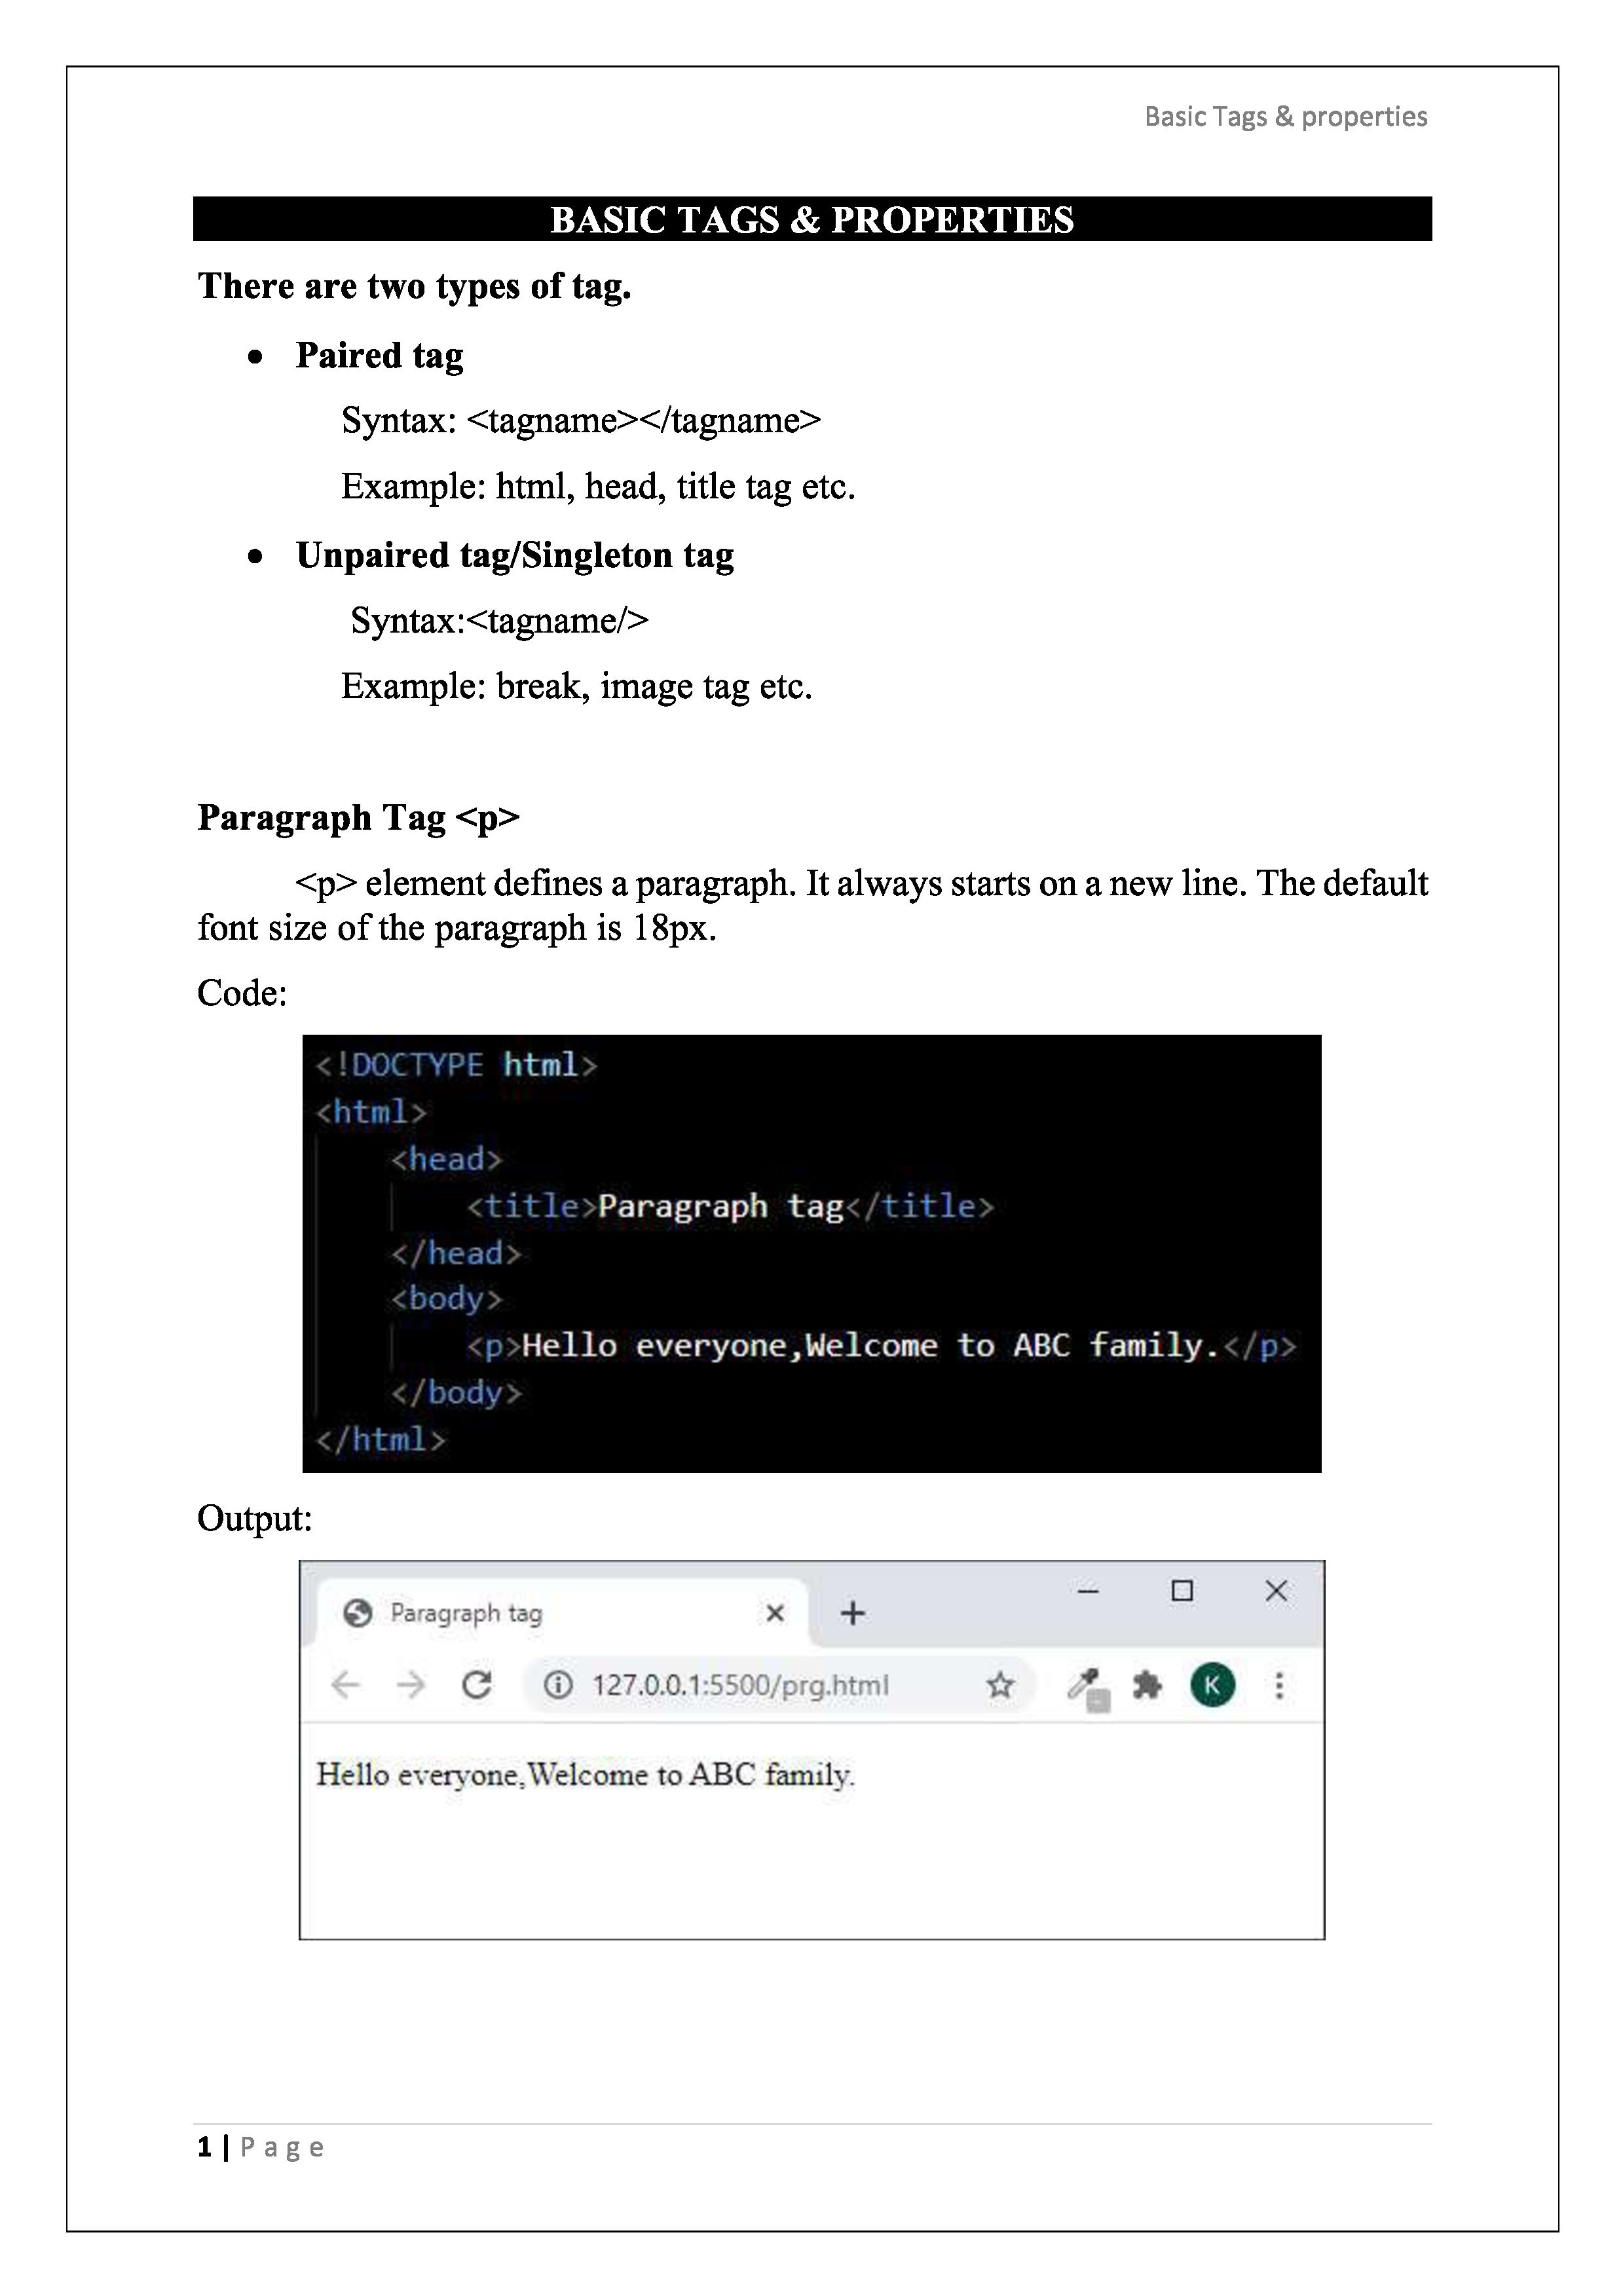 Basic Tags & properties
BASIC TAGS & PROPERTIES
There are two types of tag.
• Paired tag
Syntax: <tagname></tagname>
Example: html, head, title tag etc.
• Unpaired tag/Singleton tag
Syntax:<tagname/>
Example: break, image tag etc.
Paragraph Tag <p>
<p> element defines a paragraph. It always starts on a new line. The default
font size of the paragraph is 18px.
Code:
<!DOCTYPE html>
<html>
<head>
<title>Paragraph tag</title>
</head>
<body>
<p>Hello everyone,Welcome to ABC family.</p>
</body>
</html>
Output:
Paragraph tag
127.0.0.1:5500/prg.html
K
Hello everyone,Welcome to ABC family.
1 | Page